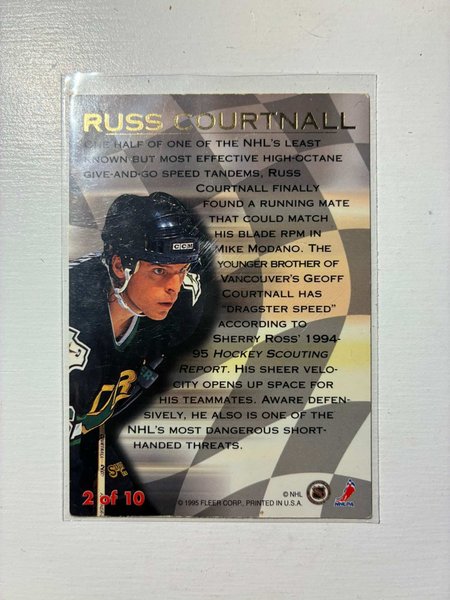 RUSS COURTNALL
ONE HALF OF ONE OF THE NHL'S LEAST
KNOWN BUT MOST EFFECTIVE HIGH-OCTANE
GIVE-AND-GO SPEED TANDEMS, RUSS
COURTNALL FINALLY
FOUND A RUNNING MATE
THAT COULD MATCH
HIS BLADE RPM IN
MIKE MODANO. THE
YOUNGER BROTHER OF
VANCOUVER'S GEOFF
COURTNALL HAS
"DRAGSTER SPEED"
ACCORDING TO
SHERRY ROSS' 1994-
95 HOCKEY SCOUTING
REPORT. HIS SHEER VELO-
CITY OPENS UP SPACE FOR
HIS TEAMMATES. AWARE DEFEN-
SIVELY, HE ALSO IS ONE OF THE
NHL'S MOST DANGEROUS SHORT-
HANDED THREATS.
CCM
2 of 10
© NHL
© 1995 FLEER CORP., PRINTED IN U.S.A.
NHLPA